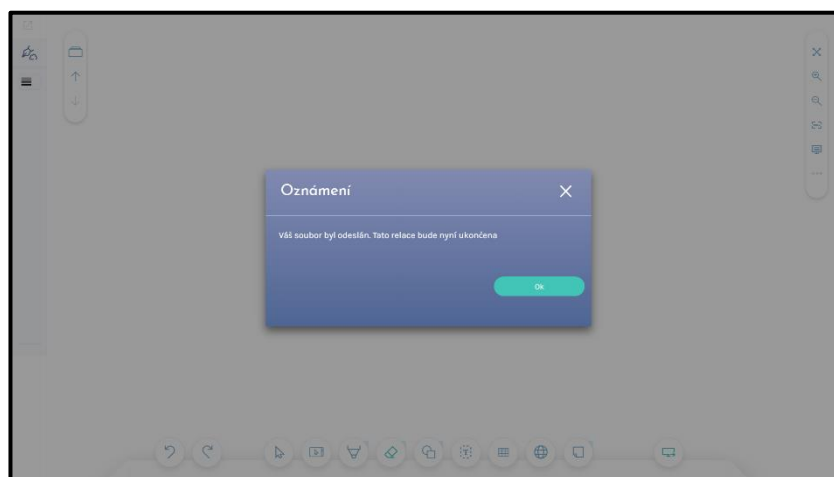 Oznámení
Váš soubor byl odeslán. Tato relace bude nyní ukončena
Ok